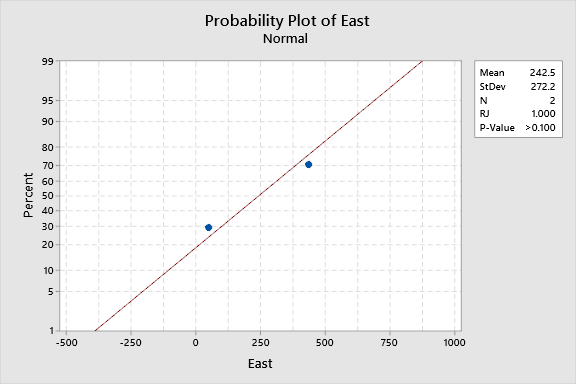 Probability Plot of East
Normal
Mean 242.5
StDev 272.2
N 2
RJ 1.000
P-Value >0.100
99
95
90
80
70
60
50
40
30
20
10
5
1
Percent
-500 -250 0 250 500 750 1000
East